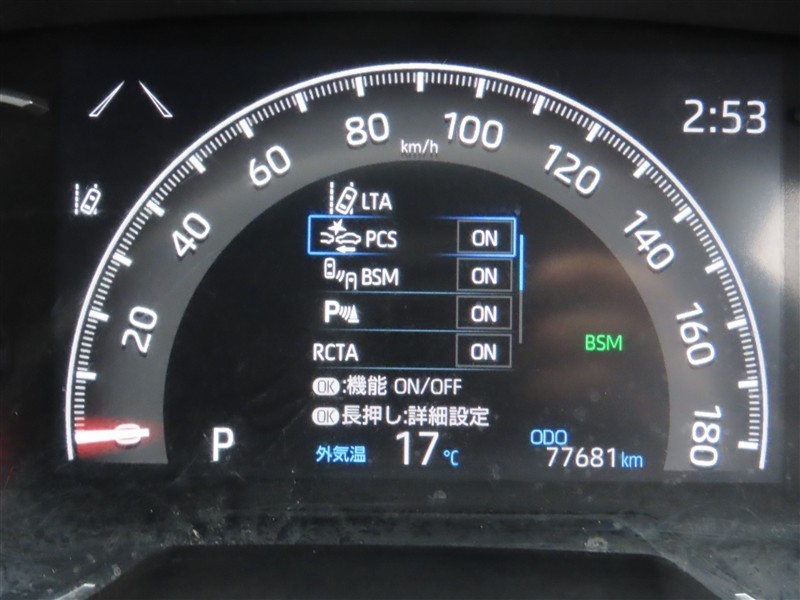 2:53
0 20 40 60 80 100 120 140 160 180
km/h
LTA
PCS ON
BSM ON
P ON
RCTA ON
BSM
OK :機能 ON/OFF
OK 長押し:詳細設定
P
外気温 17 ℃
ODO
77681 km